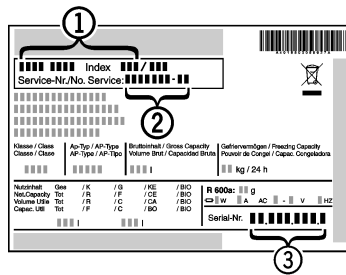 1
Index /
Service-Nr./No. Service: -
2
Klasse / Class
Classe / Clase
Ap-Typ / AP-Type
AP-Type / AP-Tipo
Bruttoinhalt / Gross Capacity
Volume Brut / Capacidad Bruta
Gefriervermögen / Freezing Capacity
Pouvoir de Congel / Capac. Congeladora
l
kg / 24 h
Nutzinhalt Ges / K / G / KE / BIO
Net.Capacity Tot / R / F / CE / BIO
Volume Utile Tot / R / C / CA / BIO
Capac. Util Tot / F / C / BO / BIO
l l
R 600a: g
W A AC - V HZ
Serial-Nr. . . .
3